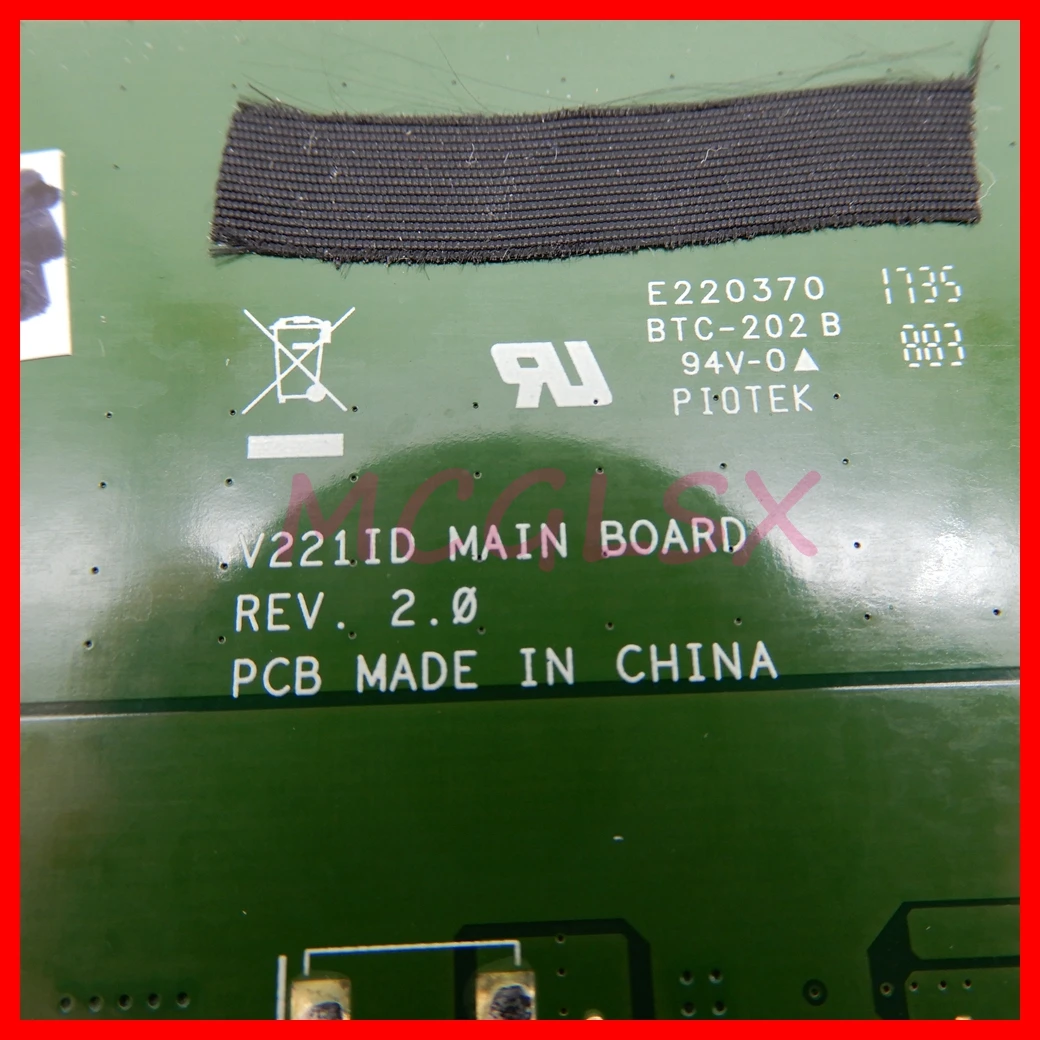 E220370 1735
BTC-202 B 883
94V-0▲
PIOTEK
MCGLSX
V221ID MAIN BOARD
REV. 2.0
PCB MADE IN CHINA